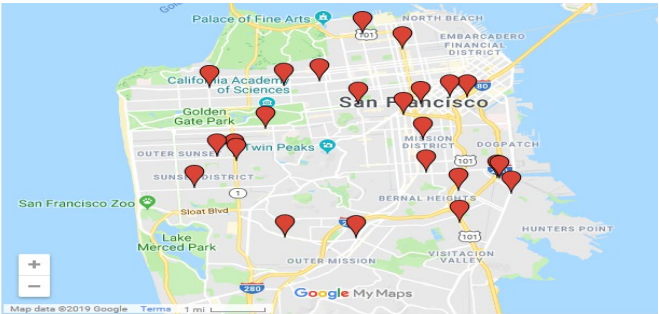 Palace of Fine Arts
NORTH BEACH
101
EMBARCADERO
FINANCIAL
DISTRICT
California Academy
of Sciences
80
San Francisco
Golden
Gate Park
MISSION
DISTRICT
DOGPATCH
OUTER SUNSET
Twin Peaks
101
SUNSET DISTRICT
280
1
San Francisco Zoo
BERNAL HEIGHTS
Sloat Blvd
HUNTERS POINT
Lake
Merced Park
101
VISITACION
VALLEY
OUTER MISSION
280
+
−
Google My Maps
Map data ©2019 Google Terms 1 mi